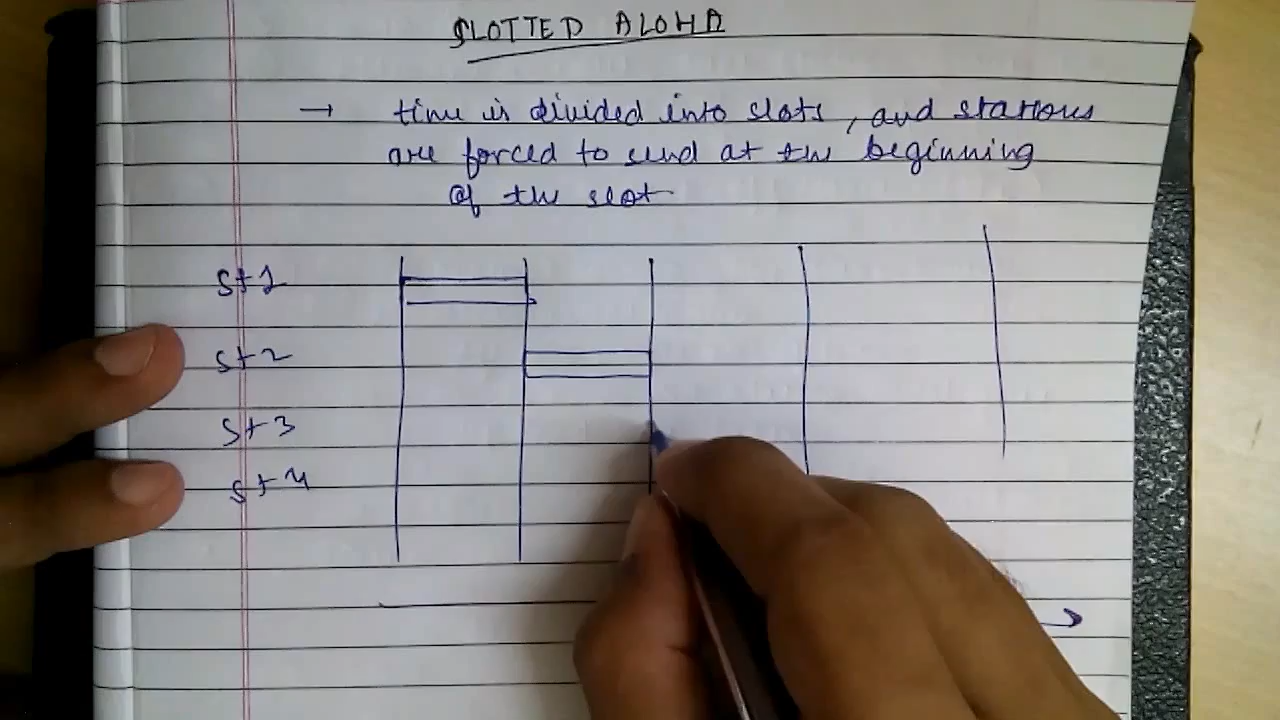 SLOTTED ALOHA
→ time is divided into slots, and stations
are forced to send at the beginning
of the slot
St 1
St 2
St 3
St 4